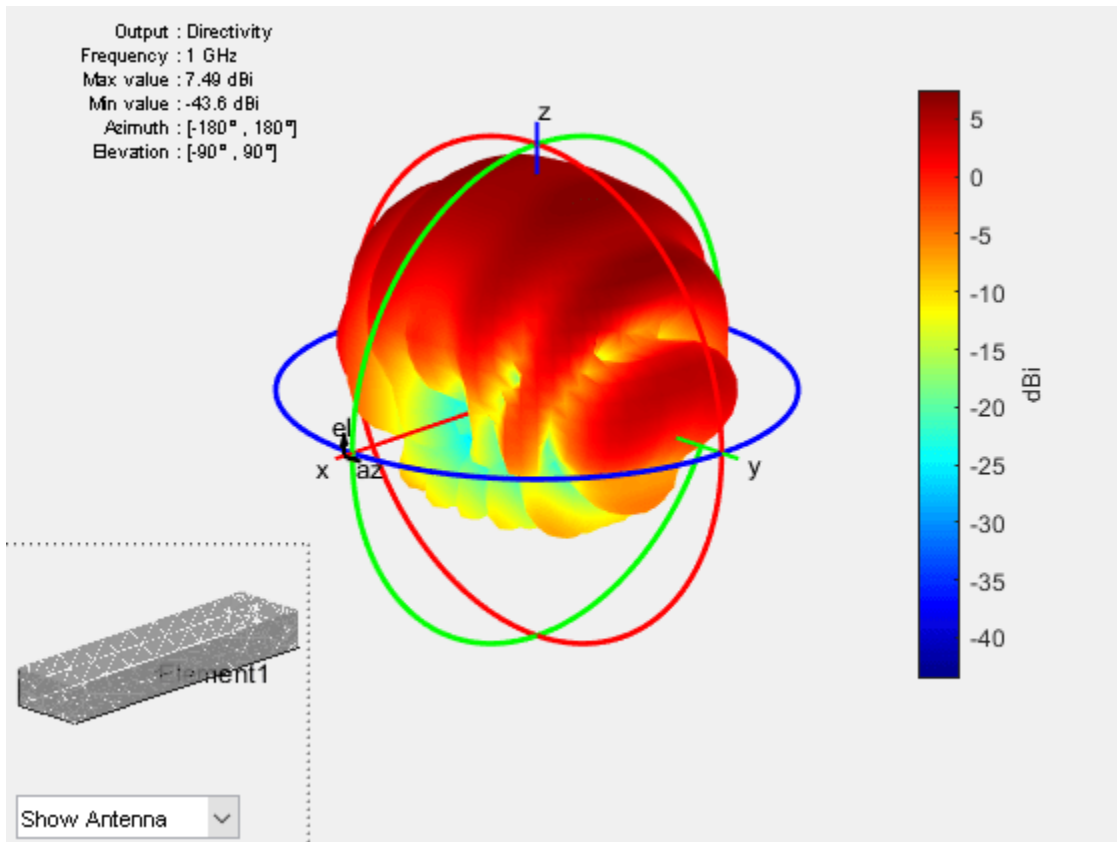 Output : Directivity
Frequency : 1 GHz
Max value : 7.49 dBi
Min value : -43.6 dBi
Azimuth : [-180° , 180°]
Elevation : [-90° , 90°]
z
el
x
az
y
5
0
-5
-10
-15
-20
-25
-30
-35
-40
dBi
Element1
Show Antenna